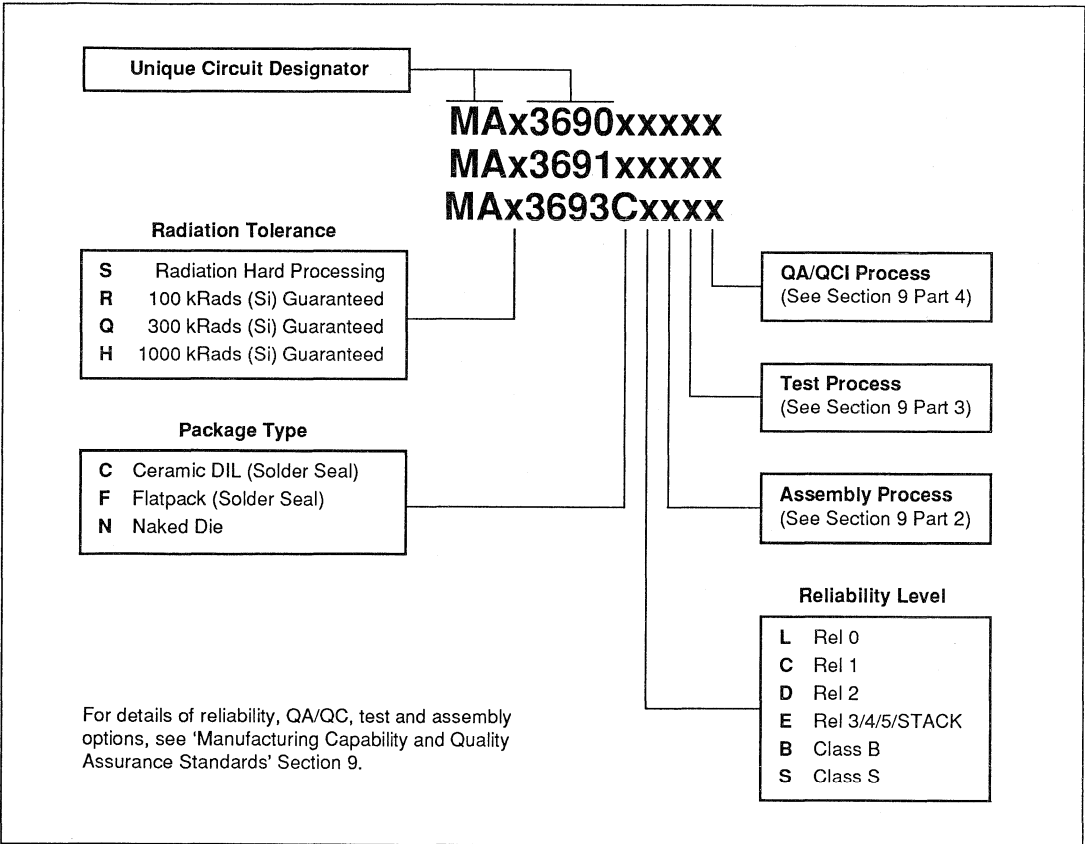 Unique Circuit Designator
MAx3690xxxxx
MAx3691xxxxx
MAx3693Cxxxx
Radiation Tolerance
S Radiation Hard Processing
R 100 kRads (Si) Guaranteed
Q 300 kRads (Si) Guaranteed
H 1000 kRads (Si) Guaranteed
Package Type
C Ceramic DIL (Solder Seal)
F Flatpack (Solder Seal)
N Naked Die
QA/QCI Process
(See Section 9 Part 4)
Test Process
(See Section 9 Part 3)
Assembly Process
(See Section 9 Part 2)
Reliability Level
L Rel 0
C Rel 1
D Rel 2
E Rel 3/4/5/STACK
B Class B
S Class S
For details of reliability, QA/QC, test and assembly
options, see ‘Manufacturing Capability and Quality
Assurance Standards’ Section 9.